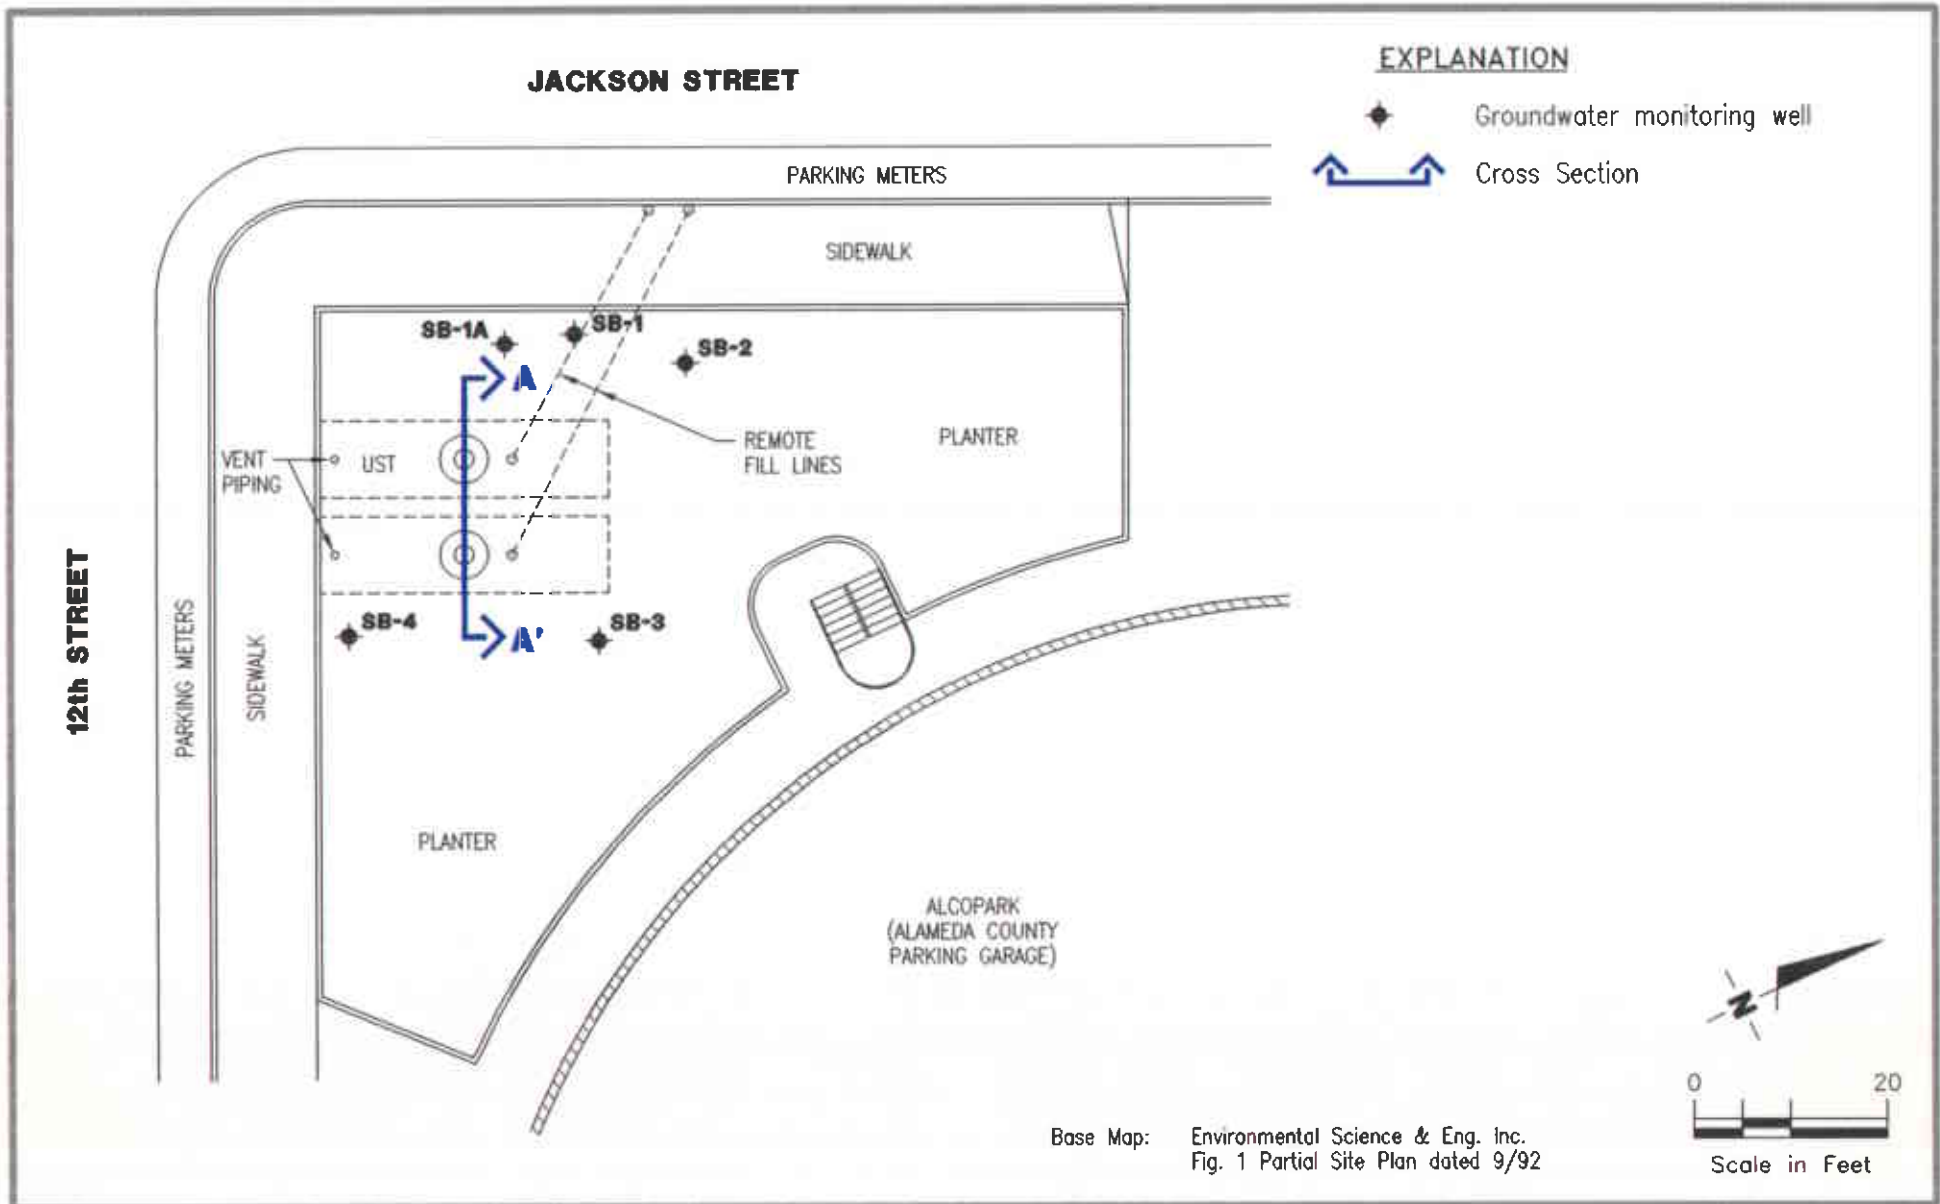 JACKSON STREET
EXPLANATION
Groundwater monitoring well
Cross Section
PARKING METERS
SIDEWALK
SB-1A
SB-1
SB-2
A
REMOTE
FILL LINES
PLANTER
VENT
PIPING
UST
SB-4
A'
SB-3
12th STREET
PARKING METERS
SIDEWALK
PLANTER
ALCOPARK
(ALAMEDA COUNTY
PARKING GARAGE)
N
0 20
Scale in Feet
Base Map: Environmental Science & Eng. Inc.
Fig. 1 Partial Site Plan dated 9/92